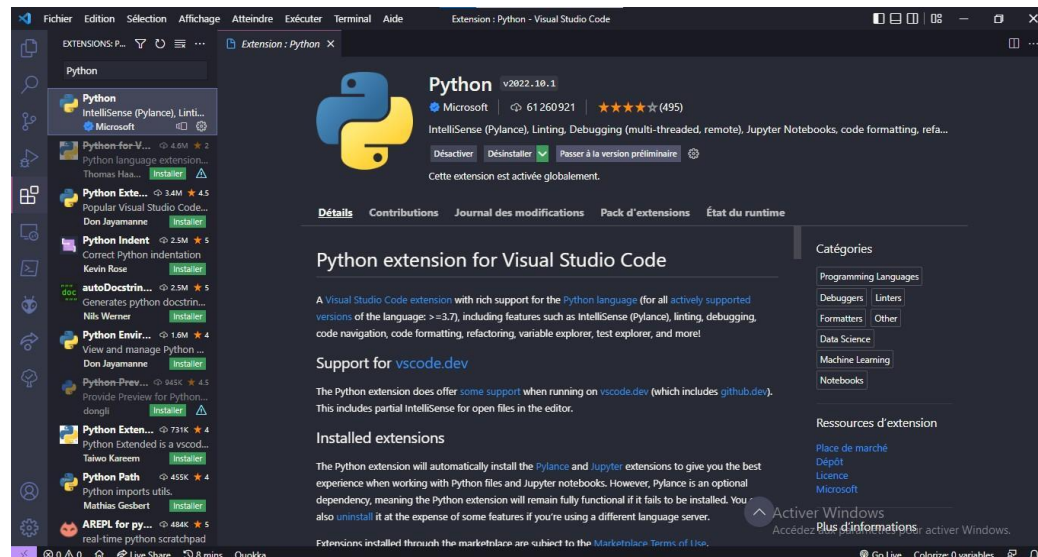 Fichier Edition Sélection Affichage Atteindre Exécuter Terminal Aide
Extension : Python - Visual Studio Code
EXTENSIONS: P...
Extension : Python
Python
Python
IntelliSense (Pylance), Linti...
Microsoft
Python for V... 4.6M ★ 2
Python language extension...
Thomas Haa... Installer
Python Exte... 3.4M ★ 4.5
Popular Visual Studio Code...
Don Jayamanne Installer
Python Indent 2.5M ★ 5
Correct Python indentation
Kevin Rose Installer
doc
autoDocstrin... 2.5M ★ 5
Generates python docstrin...
Nils Werner Installer
Python Envir... 1.6M ★ 4
View and manage Python ...
Don Jayamanne Installer
Python Prev... 945K ★ 4.5
Provide Preview for Python...
dongli Installer
Python Exten... 731K ★ 4
Python Extended is a vscod...
Taiwo Kareem Installer
Python Path 455K ★ 4
Python imports utils.
Mathias Gesbert Installer
AREPL for py... 484K ★ 5
real-time python scratchpad
Python v2022.10.1
Microsoft 61 260 921 (495)
IntelliSense (Pylance), Linting, Debugging (multi-threaded, remote), Jupyter Notebooks, code formatting, refa...
Désactiver Désinstaller Passer à la version préliminaire
Cette extension est activée globalement.
Détails Contributions Journal des modifications Pack d'extensions État du runtime
Python extension for Visual Studio Code
A Visual Studio Code extension with rich support for the Python language (for all actively supported
versions of the language: >=3.7), including features such as IntelliSense (Pylance), linting, debugging,
code navigation, code formatting, refactoring, variable explorer, test explorer, and more!
Support for vscode.dev
The Python extension does offer some support when running on vscode.dev (which includes github.dev).
This includes partial IntelliSense for open files in the editor.
Installed extensions
The Python extension will automatically install the Pylance and Jupyter extensions to give you the best
experience when working with Python files and Jupyter notebooks. However, Pylance is an optional
dependency, meaning the Python extension will remain fully functional if it fails to be installed. You
also uninstall it at the expense of some features if you're using a different language server.
Extensions installed through the marketplace are subject to the Marketplace Terms of Use.
Catégories
Programming Languages
Debuggers Linters
Formatters Other
Data Science
Machine Learning
Notebooks
Ressources d'extension
Place de marché
Dépôt
Licence
Microsoft
Plus d'informations
Activer Windows
Accédez aux paramètres pour activer Windows.
0 0 Live Share 8 mins Quokka
Go Live Colorize: 0 variables